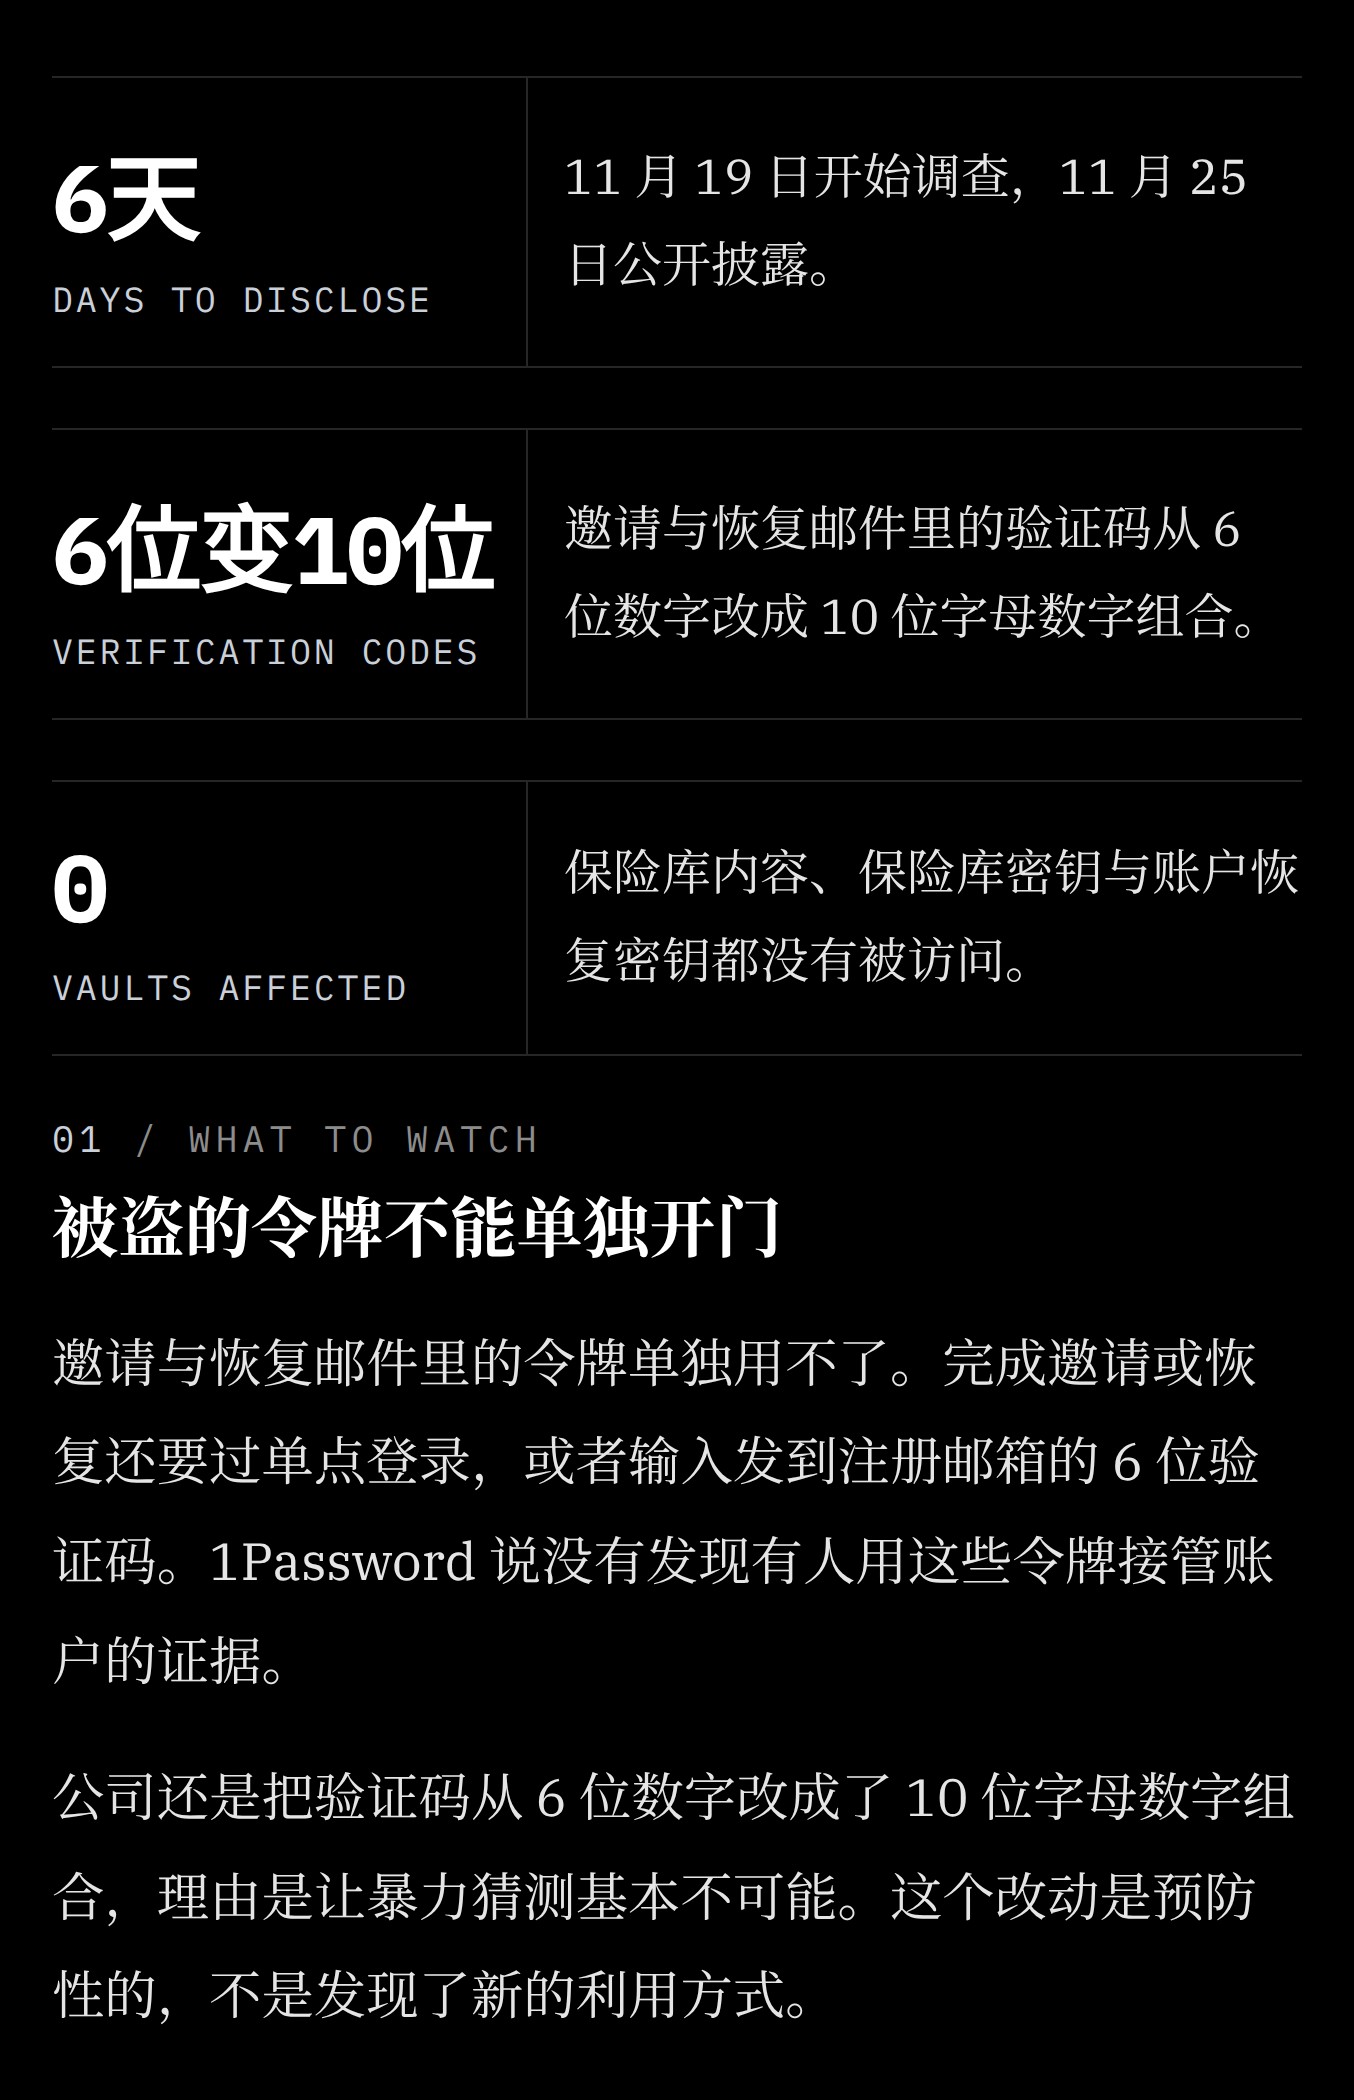 6天
DAYS TO DISCLOSE
11 月 19 日开始调查，11 月 25
日公开披露。
6位变10位
VERIFICATION CODES
邀请与恢复邮件里的验证码从 6
位数字改成 10 位字母数字组合。
0
VAULTS AFFECTED
保险库内容、保险库密钥与账户恢
复密钥都没有被访问。
01 / WHAT TO WATCH
被盗的令牌不能单独开门
邀请与恢复邮件里的令牌单独用不了。完成邀请或恢
复还要过单点登录，或者输入发到注册邮箱的 6 位验
证码。1Password 说没有发现有人用这些令牌接管账
户的证据。
公司还是把验证码从 6 位数字改成了 10 位字母数字组
合，理由是让暴力猜测基本不可能。这个改动是预防
性的，不是发现了新的利用方式。